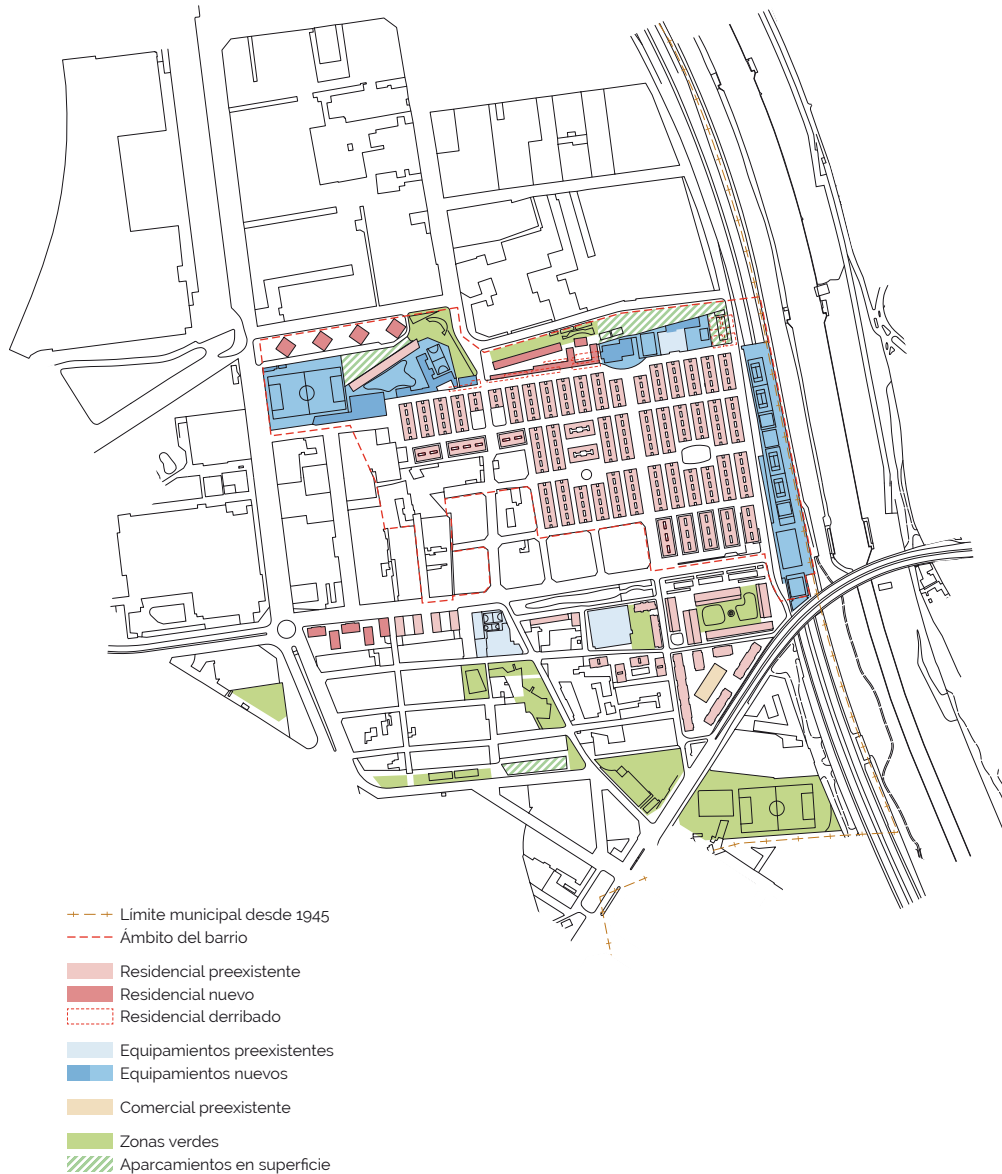 Limite municipal desde 1945
Ámbito del barrio
Residencial preexistente
Residencial nuevo
Residencial derribado
Equipamientos preexistentes
Equipamientos nuevos
Comercial preexistente
Zonas verdes
Aparcamientos en superficie